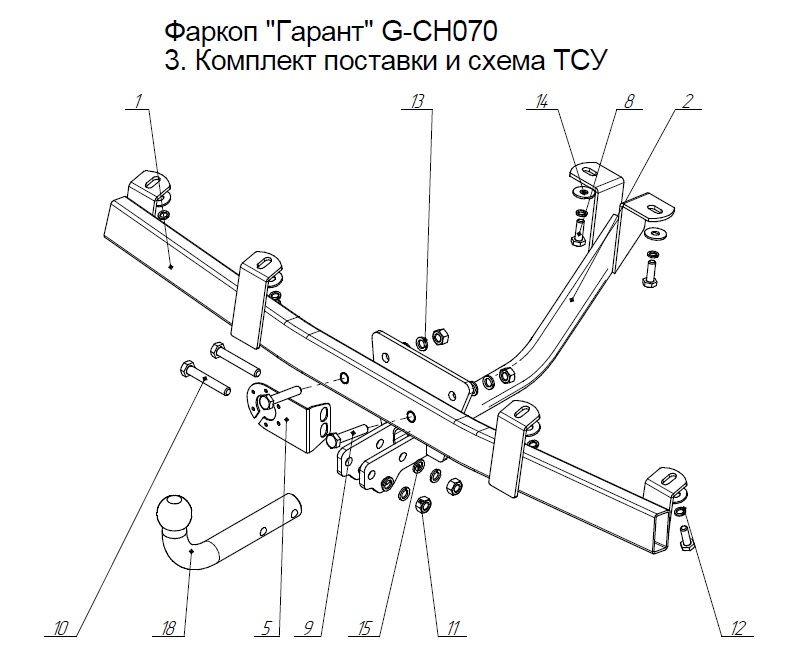 Фаркоп "Гарант" G-CH070
3. Комплект поставки и схема ТСУ
1 13 14 8 2
10 18 5 9 15 11 12